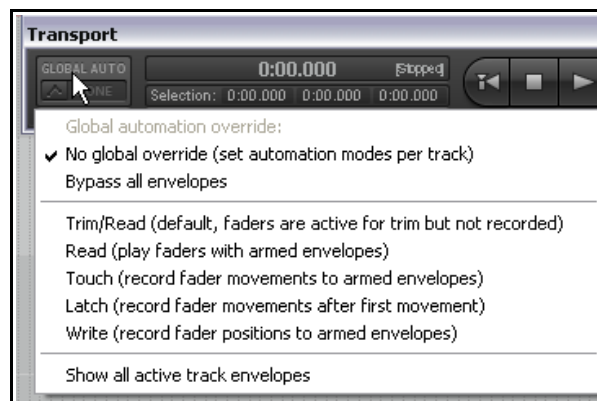 Transport
GLOBAL AUTO
NONE
0:00.000 [Stopped]
Selection: 0:00.000 0:00.000 0:00.000
Global automation override:
No global override (set automation modes per track)
Bypass all envelopes
Trim/Read (default, faders are active for trim but not recorded)
Read (play faders with armed envelopes)
Touch (record fader movements to armed envelopes)
Latch (record fader movements after first movement)
Write (record fader positions to armed envelopes)
Show all active track envelopes